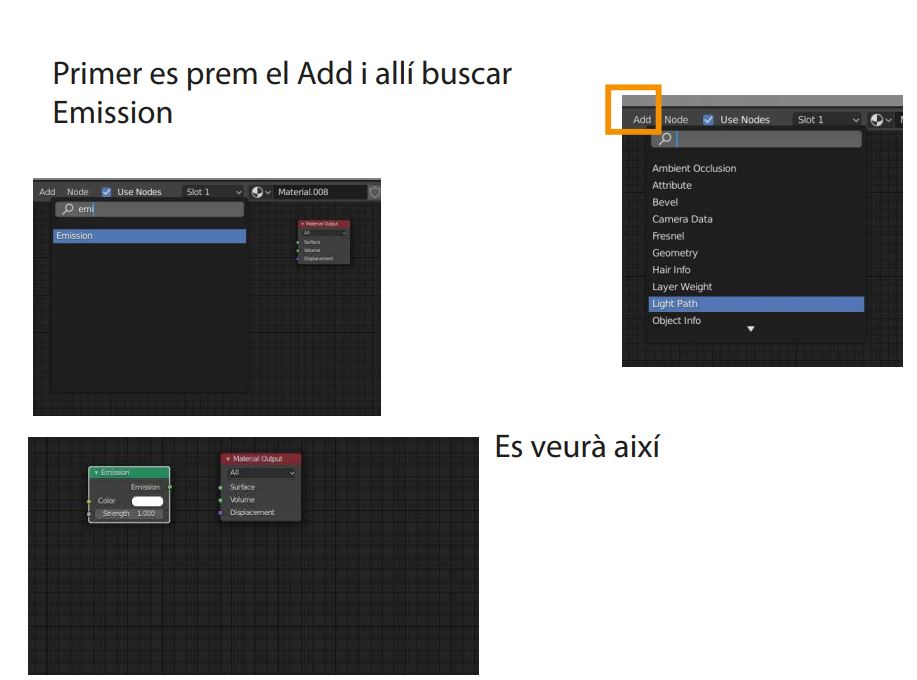 Primer es prem el Add i allí buscar
Emission
Add Node Use Nodes Slot 1
Ambient Occlusion
Attribute
Bevel
Camera Data
Fresnel
Geometry
Hair Info
Layer Weight
Light Path
Object Info
Add Node Use Nodes Slot 1 Material.008
emi
Emission
Material Output
All
Surface
Volume
Displacement
Es veurà així
Emission
Emission
Color
Strength 1.000
Material Output
All
Surface
Volume
Displacement